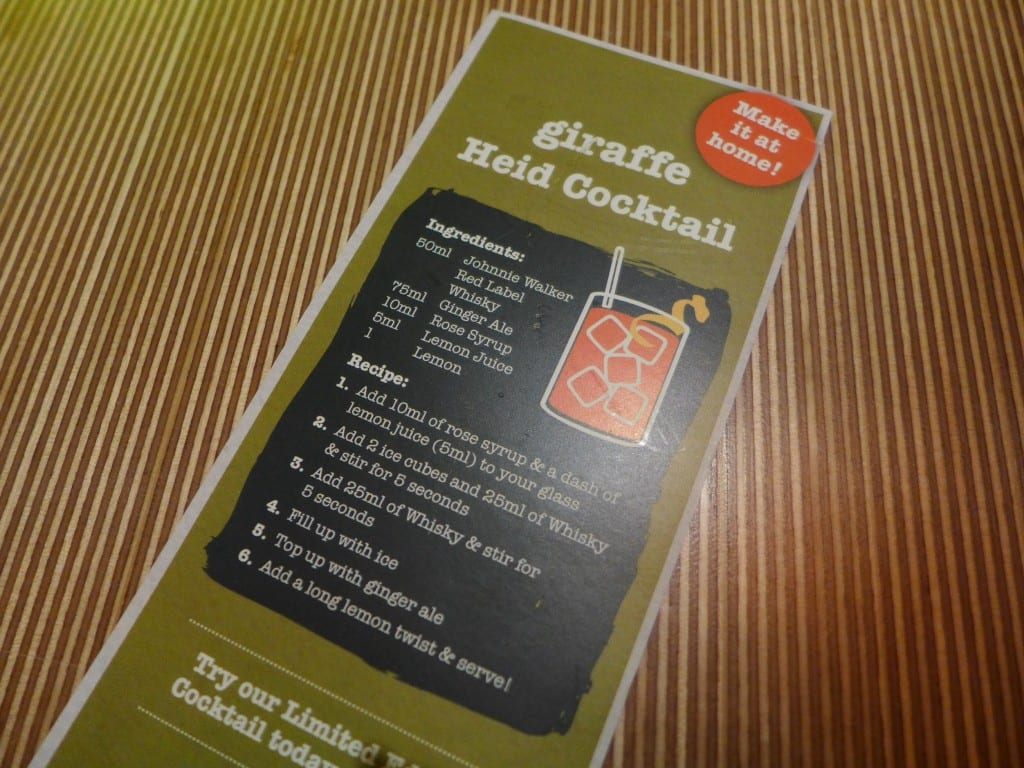 Make
it at
home!
giraffe
Heid Cocktail
Ingredients:
50ml Johnnie Walker
Red Label
Whisky
75ml Ginger Ale
10ml Rose Syrup
5ml Lemon Juice
1 Lemon
Recipe:
1. Add 10ml of rose syrup & a dash of
lemon juice (5ml) to your glass
2. Add 2 ice cubes and 25ml of Whisky
& stir for 5 seconds
3. Add 25ml of Whisky & stir for
5 seconds
4. Fill up with ice
5. Top up with ginger ale
6. Add a long lemon twist & serve!
Try our Limited
Cocktail today